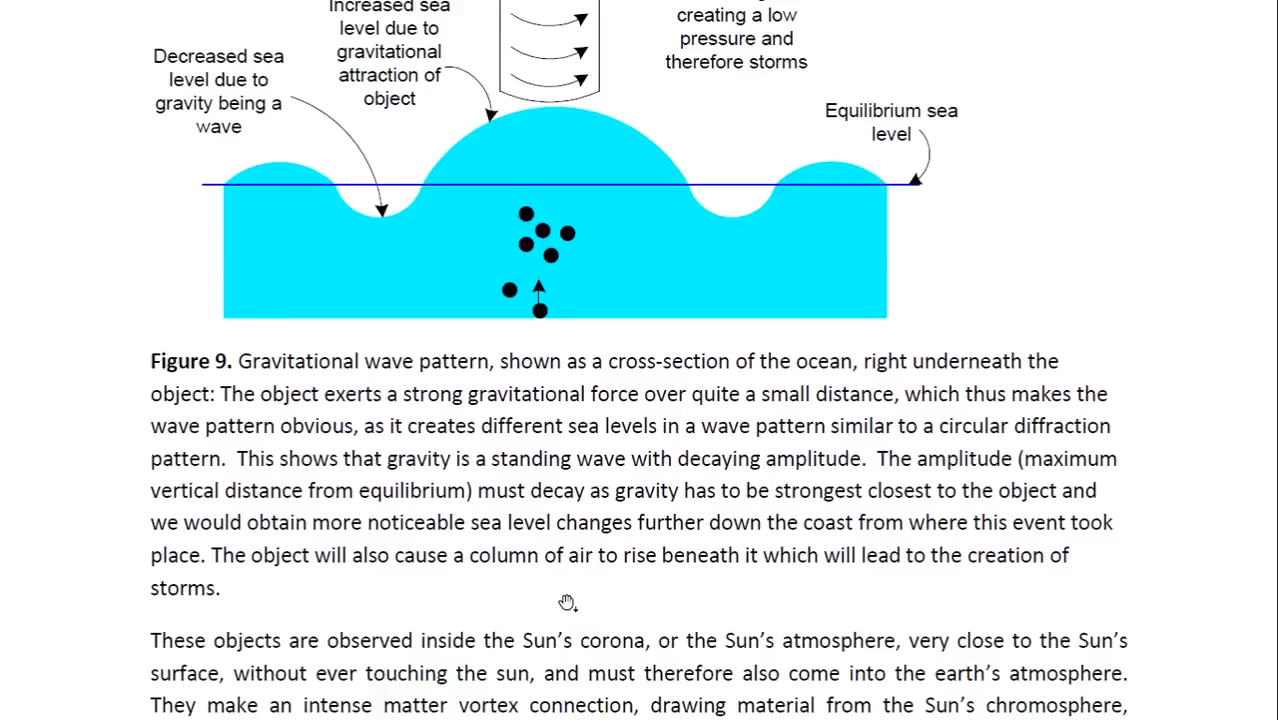 Increased sea
level due to
gravitational
attraction of
object
creating a low
pressure and
therefore storms
Decreased sea
level due to
gravity being a
wave
Equilibrium sea
level
Figure 9. Gravitational wave pattern, shown as a cross-section of the ocean, right underneath the
object: The object exerts a strong gravitational force over quite a small distance, which thus makes the
wave pattern obvious, as it creates different sea levels in a wave pattern similar to a circular diffraction
pattern.  This shows that gravity is a standing wave with decaying amplitude.  The amplitude (maximum
vertical distance from equilibrium) must decay as gravity has to be strongest closest to the object and
we would obtain more noticeable sea level changes further down the coast from where this event took
place. The object will also cause a column of air to rise beneath it which will lead to the creation of
storms.
These objects are observed inside the Sun's corona, or the Sun's atmosphere, very close to the Sun's
surface, without ever touching the sun, and must therefore also come into the earth's atmosphere.
They make an intense matter vortex connection, drawing material from the Sun's chromosphere,